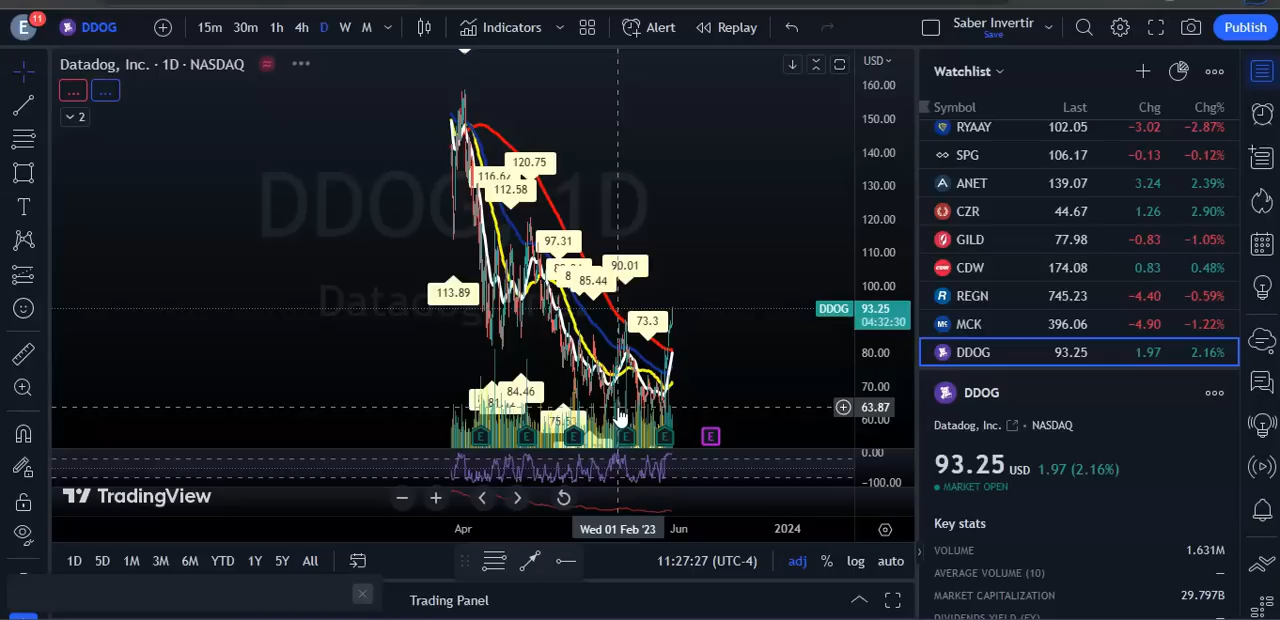 E 11 DDOG 15m 30m 1h 4h D W M Indicators Alert Replay Saber Invertir Save Publish
Datadog, Inc. · 1D · NASDAQ
... ...
2
USD
160.00
150.00
140.00
130.00
120.00
110.00
100.00
DDOG 93.25
04:32:30
80.00
70.00
63.87
60.00
0.00
−100.00
DDOG, 1D
120.75
112.58
97.31
90.01
85.44
113.89
73.3
84.46
E E E E E E
TradingView
Apr Wed 01 Feb '23 Jun 2024
1D 5D 1M 3M 6M YTD 1Y 5Y All 11:27:27 (UTC-4) adj % log auto
Trading Panel
Watchlist
Symbol Last Chg Chg%
RYAAY 102.05 −3.02 −2.87%
SPG 106.17 −0.13 −0.12%
ANET 139.07 3.24 2.39%
CZR 44.67 1.26 2.90%
GILD 77.98 −0.83 −1.05%
CDW 174.08 0.83 0.48%
REGN 745.23 −4.40 −0.59%
MCK 396.06 −4.90 −1.22%
DDOG 93.25 1.97 2.16%
DDOG
Datadog, Inc. · NASDAQ
93.25 USD 1.97 (2.16%)
MARKET OPEN
Key stats
VOLUME 1.631M
AVERAGE VOLUME (10) —
MARKET CAPITALIZATION 29.797B